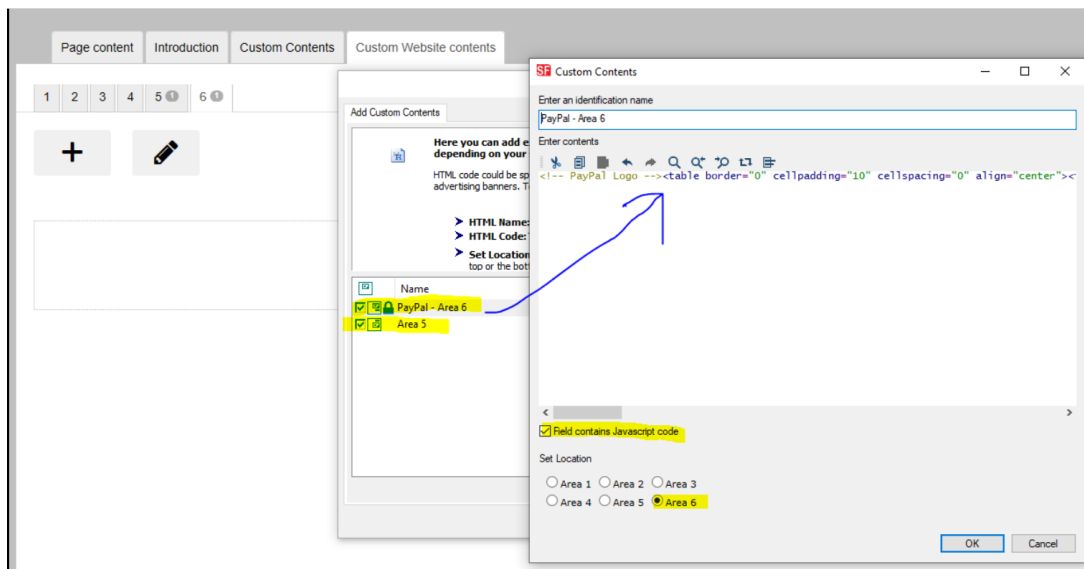 Page content Introduction Custom Contents Custom Website contents
1 2 3 4 5 1 6 1
Add Custom Contents
Here you can add e
depending on your
HTML code could be sp
advertising banners. T
HTML Name:
HTML Code:
Set Location
top or the bott
Name
PayPal - Area 6
Area 5
SF Custom Contents
Enter an identification name
PayPal - Area 6
Enter contents
<!-- PayPal Logo --><table border="0" cellpadding="10" cellspacing="0" align="center"><
Field contains Javascript code
Set Location
Area 1 Area 2 Area 3
Area 4 Area 5 Area 6
OK Cancel